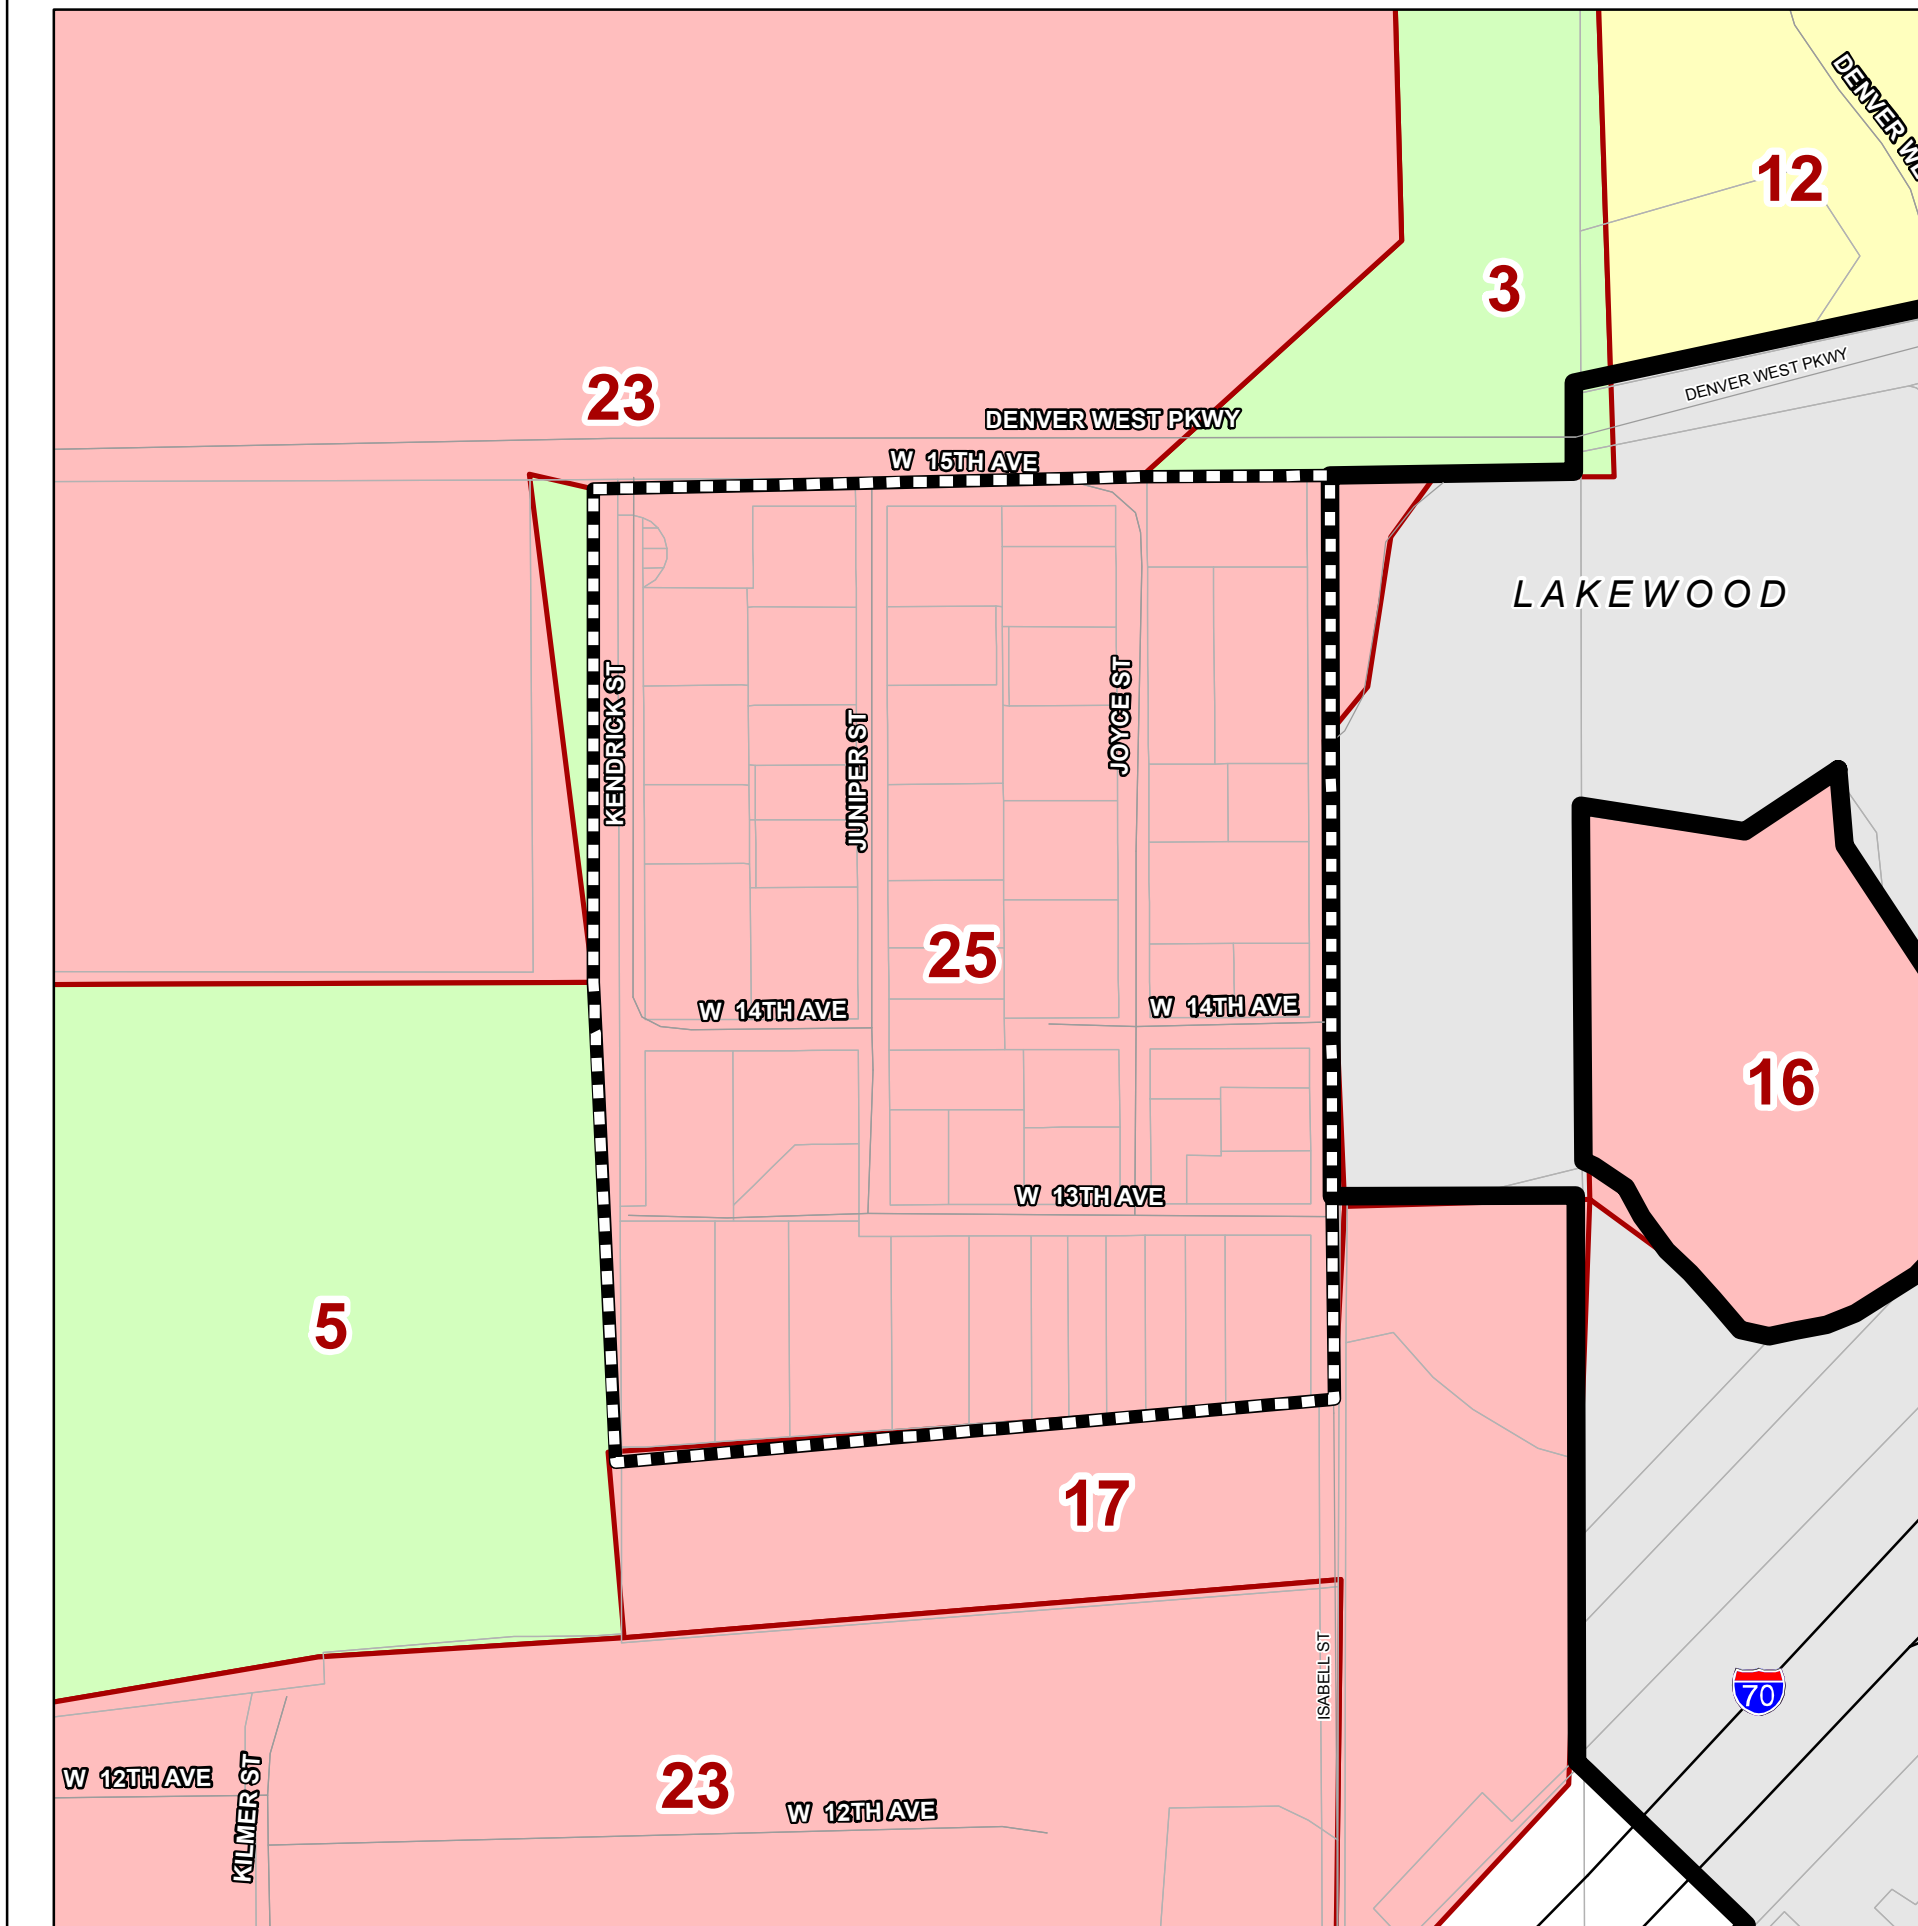 DENVER WE
12
3
DENVER WEST PKWY
23
DENVER WEST PKWY
W 15TH AVE
LAKEWOOD
KENDRICK ST
JUNIPER ST
JOYCE ST
25
W 14TH AVE
W 14TH AVE
16
W 13TH AVE
5
17
ISABELL ST
70
W 12TH AVE
KILMER ST
23
W 12TH AVE